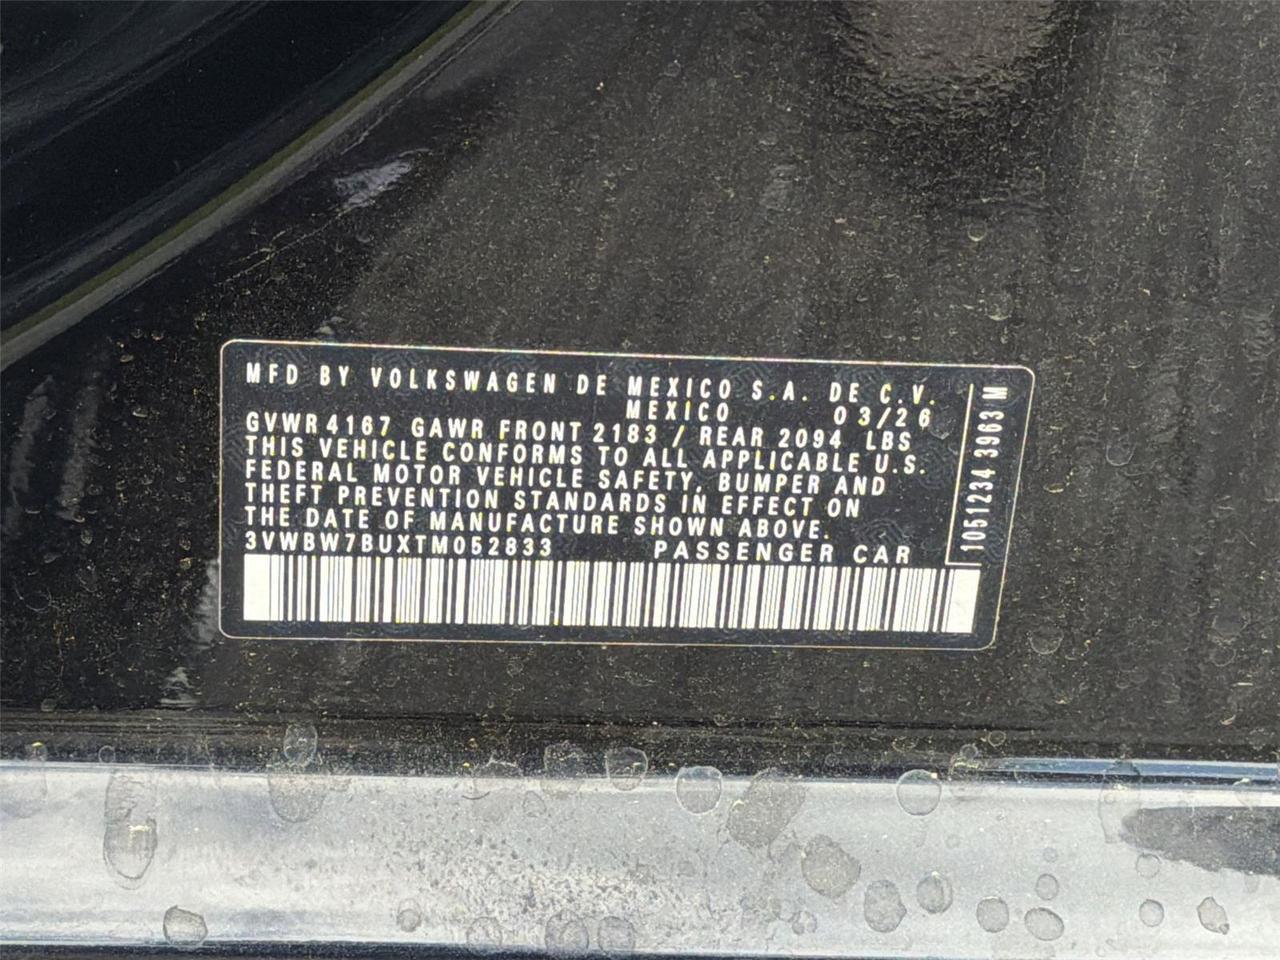 MFD BY VOLKSWAGEN DE MEXICO S.A. DE C.V.
MEXICO 03/26
GVWR 4167 GAWR FRONT 2183 / REAR 2094 LBS
THIS VEHICLE CONFORMS TO ALL APPLICABLE U.S.
FEDERAL MOTOR VEHICLE SAFETY, BUMPER AND
THEFT PREVENTION STANDARDS IN EFFECT ON
THE DATE OF MANUFACTURE SHOWN ABOVE.
3VWBW7BUXTM052833 PASSENGER CAR
1051234 3963 M